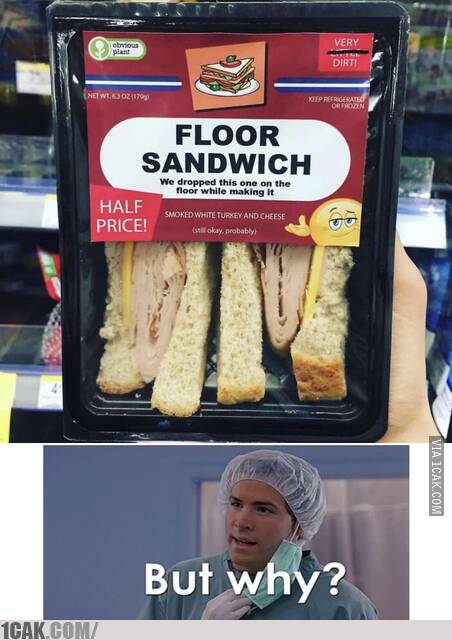 obvious
plant
VERY
LITTLE
DIRT!
NET WT. 6.3 OZ (179g)
KEEP REFRIGERATED
OR FROZEN
FLOOR
SANDWICH
We dropped this one on the
floor while making it
HALF
PRICE!
SMOKED WHITE TURKEY AND CHEESE
(still okay, probably)
VIA 1CAK.COM
But why?
1CAK.COM/